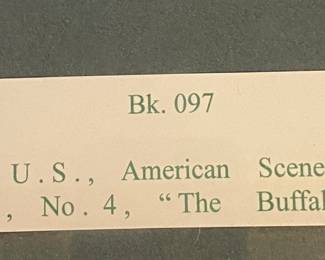 Bk. 097
U.S., American Scene
, No. 4, “The Buffal